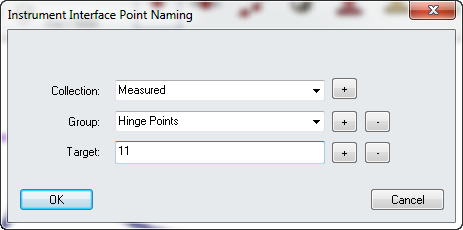 Instrument Interface Point Naming
Collection: Measured +
Group: Hinge Points + -
Target: 11 + -
OK Cancel